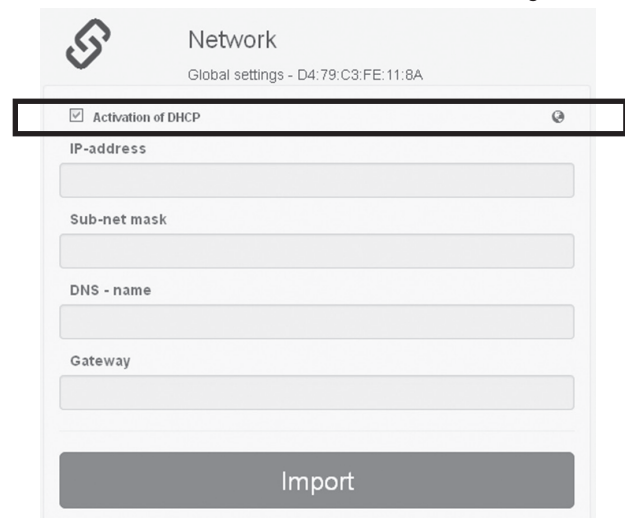 Network
Global settings - D4:79:C3:FE:11:8A
Activation of DHCP
IP-address
Sub-net mask
DNS - name
Gateway
Import